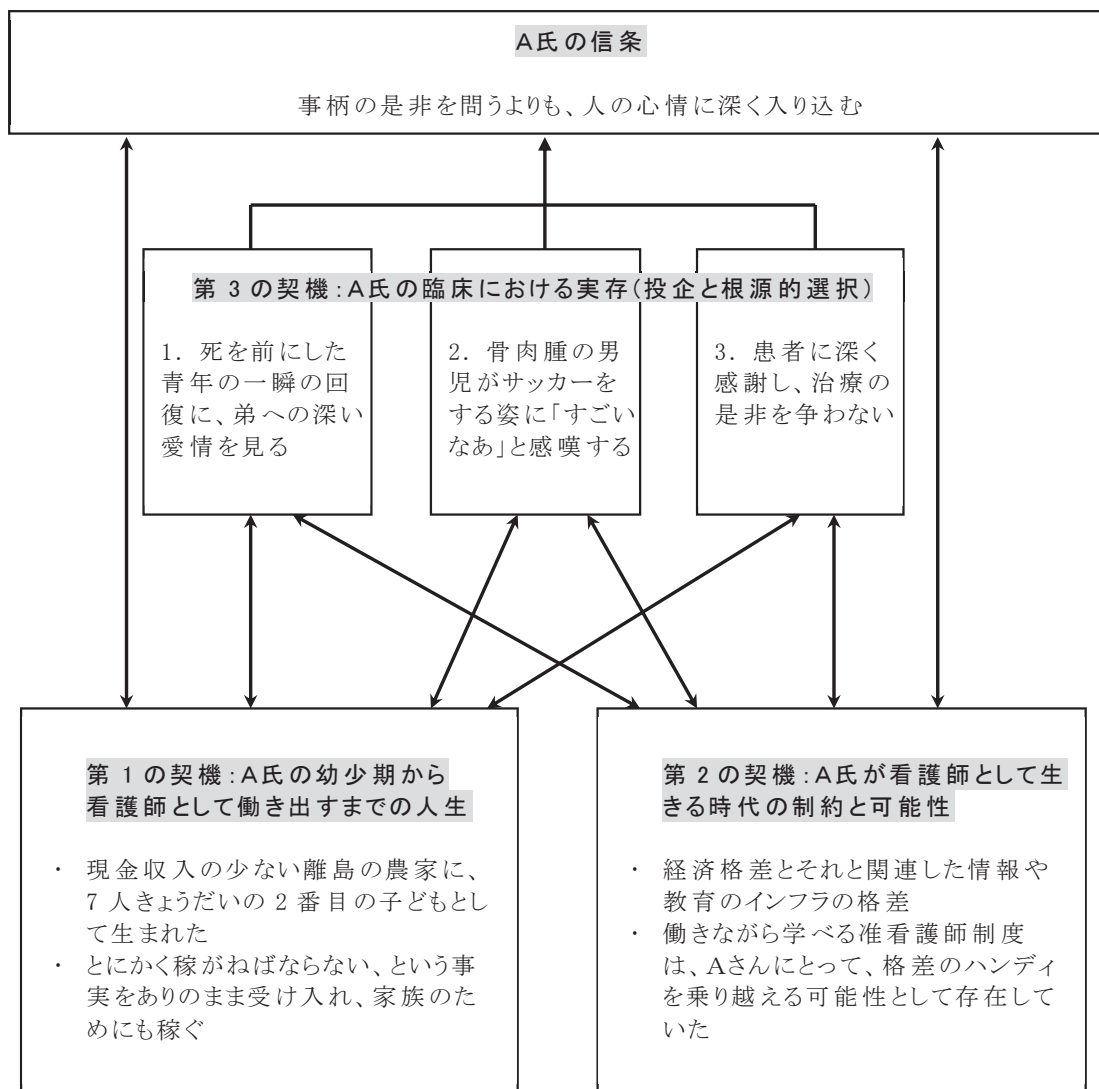 A氏の信条
事柄の是非を問うよりも、人の心情に深く入り込む
第3の契機:A氏の臨床における実存(投企と根源的選択)
1. 死を前にした
青年の一瞬の回
復に、弟への深い
愛情を見る
2. 骨肉腫の男
児がサッカーを
する姿に「すごい
なあ」と感嘆する
3. 患者に深く
感謝し、治療の
是非を争わない
第1の契機:A氏の幼少期から
看護師として働き出すまでの人生
・ 現金収入の少ない離島の農家に、
7人きょうだいの2番目の子どもとし
て生まれた
・ とにかく稼がねばならない、という事
実をありのまま受け入れ、家族のた
めにも稼ぐ
第2の契機:A氏が看護師として生
きる時代の制約と可能性
・ 経済格差とそれと関連した情報や
教育のインフラの格差
・ 働きながら学べる准看護師制度
は、Aさんにとって、格差のハンディ
を乗り越える可能性として存在して
いた